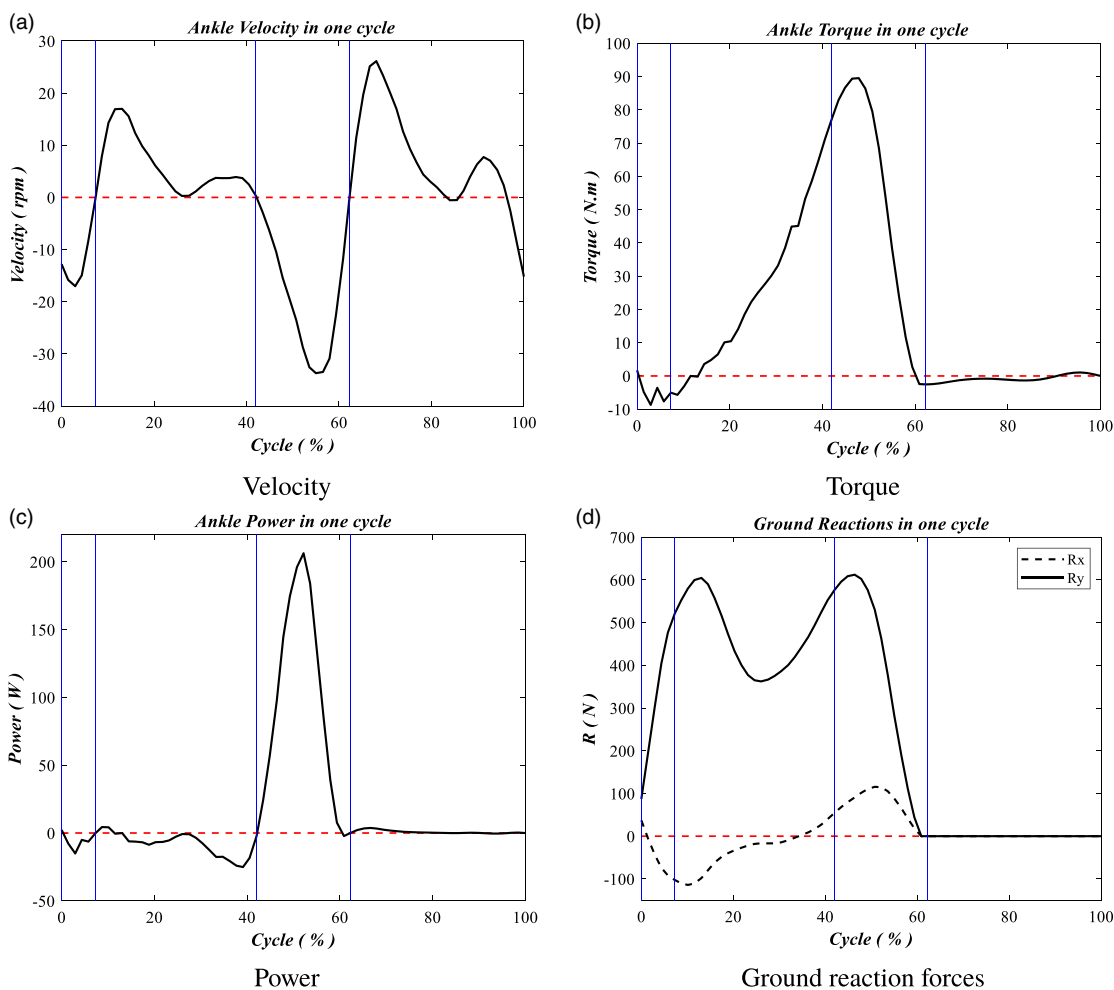 (a)
Ankle Velocity in one cycle
30
20
10
0
-10
-20
-30
-40
Velocity ( rpm )
0 20 40 60 80 100
Cycle ( % )
Velocity
(b)
Ankle Torque in one cycle
100
90
80
70
60
50
40
30
20
10
0
-10
Torque ( N.m )
0 20 40 60 80 100
Cycle ( % )
Torque
(c)
Ankle Power in one cycle
200
150
100
50
0
-50
Power ( W )
0 20 40 60 80 100
Cycle ( % )
Power
(d)
Ground Reactions in one cycle
700
600
500
400
300
200
100
0
-100
R ( N )
Rx
Ry
0 20 40 60 80 100
Cycle ( % )
Ground reaction forces